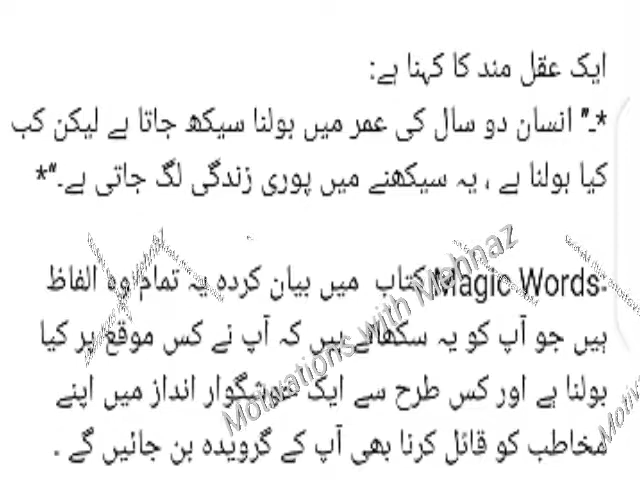 ایک عقل مند کا کہنا ہے:
*۔" انسان دو سال کی عمر میں بولنا سیکھ جاتا ہے لیکن کب
کیا بولنا ہے ، یہ سیکھنے میں پوری زندگی لگ جاتی ہے۔"*
:Magic Words کتاب میں بیان کردہ یہ تمام وہ الفاظ
ہیں جو آپ کو یہ سکھاتے ہیں کہ آپ نے کس موقع پر کیا
بولنا ہے اور کس طرح سے ایک خوشگوار انداز میں اپنے
مخاطب کو قائل کرنا بھی آپ کے گرویدہ بن جائیں گے .
Motivations with Mehnaz